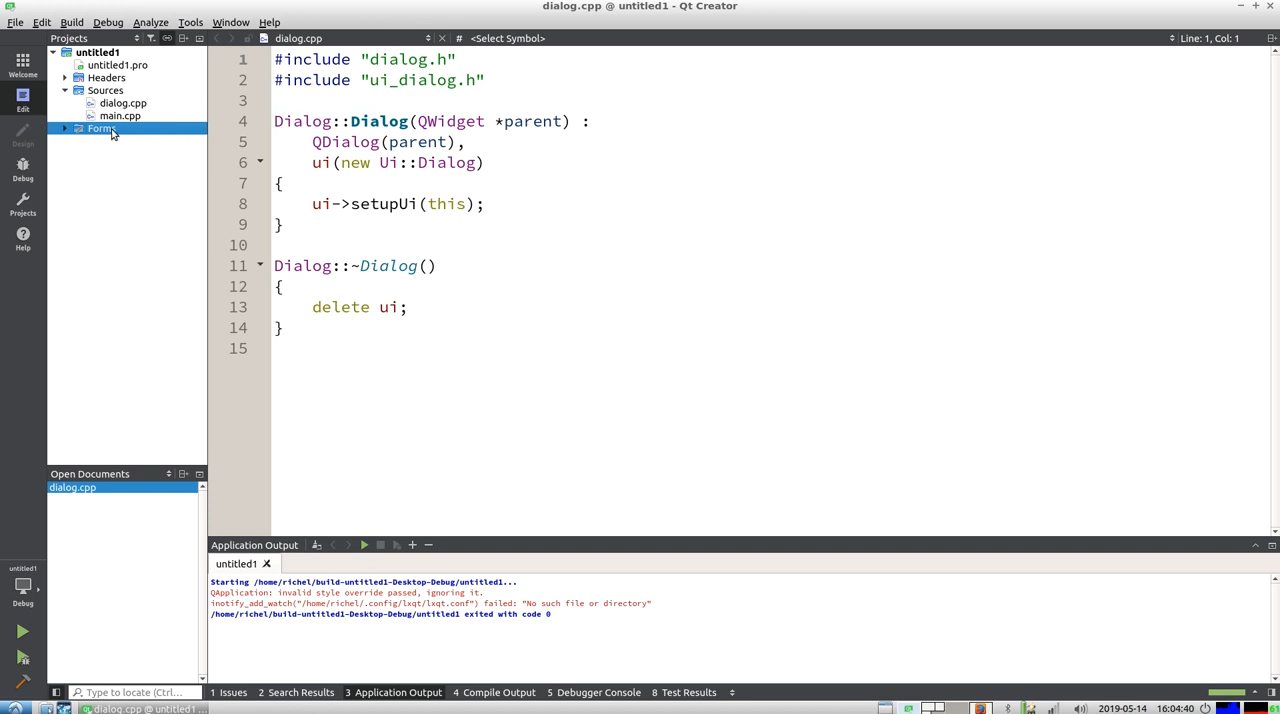 dialog.cpp @ untitled1 - Qt Creator
File Edit Build Debug Analyze Tools Window Help
Projects dialog.cpp # <Select Symbol> Line: 1, Col: 1
Welcome
Edit
Design
Debug
Projects
Help
untitled1
untitled1.pro
Headers
Sources
dialog.cpp
main.cpp
Forms
1 #include "dialog.h"
2 #include "ui_dialog.h"
3
4 Dialog::Dialog(QWidget *parent) :
5 QDialog(parent),
6 ui(new Ui::Dialog)
7 {
8 ui->setupUi(this);
9 }
10
11 Dialog::~Dialog()
12 {
13 delete ui;
14 }
15
Open Documents
dialog.cpp
Application Output
untitled1
Starting /home/richel/build-untitled1-Desktop-Debug/untitled1...
QApplication: invalid style override passed, ignoring it.
inotify_add_watch("/home/richel/.config/lxqt/lxqt.conf") failed: "No such file or directory"
/home/richel/build-untitled1-Desktop-Debug/untitled1 exited with code 0
untitled1
Debug
Type to locate (Ctrl... 1 Issues 2 Search Results 3 Application Output 4 Compile Output 5 Debugger Console 8 Test Results
dialog.cpp @ untitled1 ... 2019-05-14 16:04:40